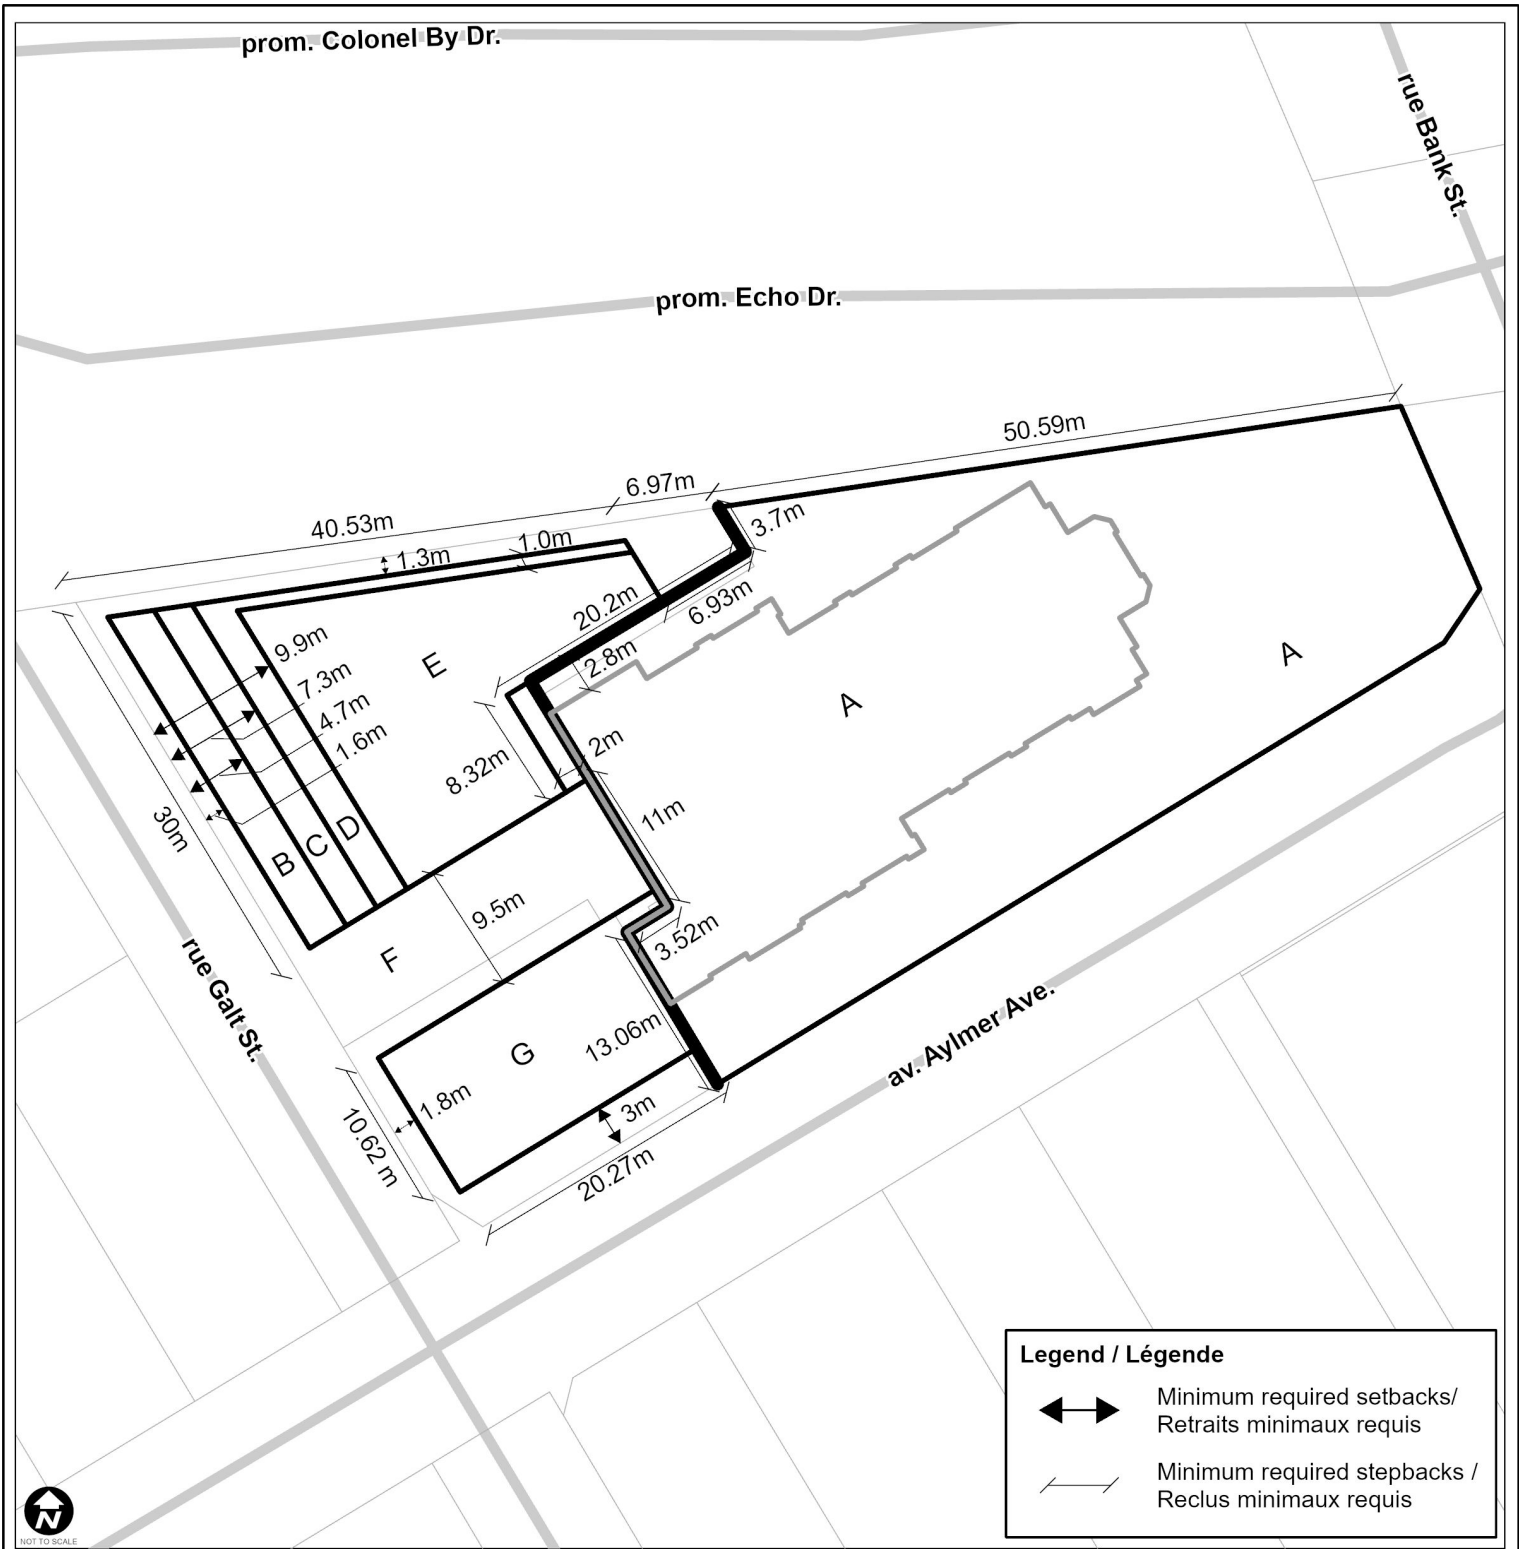 prom. Colonel By Dr.
rue Bank St.
prom. Echo Dr.
50.59m
6.97m
40.53m
3.7m
1.0m
1.3m
20.2m
6.93m
9.9m
E
2.8m
7.3m
A
A
4.7m
1.6m
2m
8.32m
30m
11m
B
C
D
9.5m
3.52m
F
rue Galt St.
13.06m
G
av. Aylmer Ave.
1.8m
3m
10.62 m
20.27m
Legend / Légende
Minimum required setbacks/
Retraits minimaux requis
Minimum required stepbacks /
Reclus minimaux requis
N
NOT TO SCALE